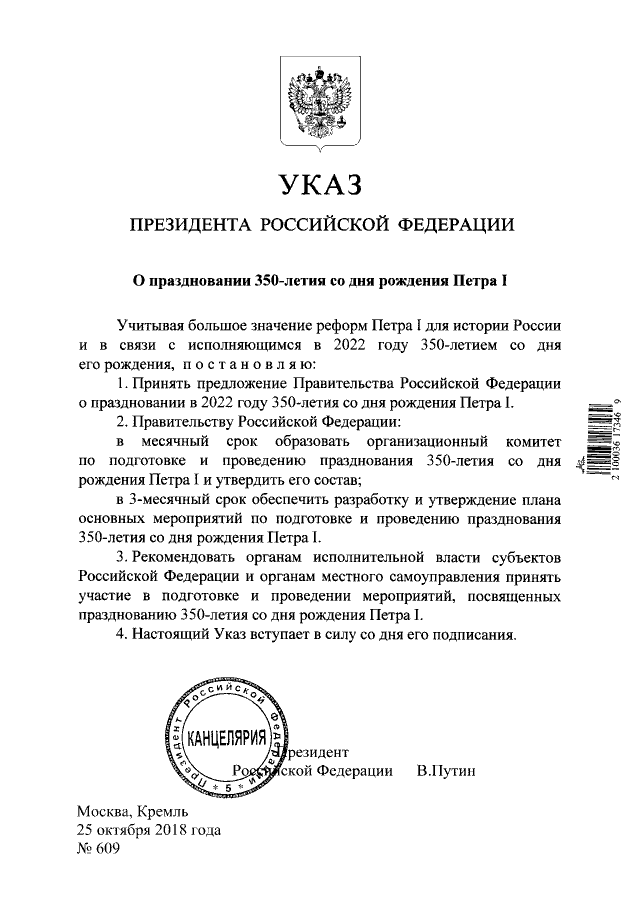 УКАЗ
ПРЕЗИДЕНТА РОССИЙСКОЙ ФЕДЕРАЦИИ
О праздновании 350-летия со дня рождения Петра I
Учитывая большое значение реформ Петра I для истории России
и в связи с исполняющимся в 2022 году 350-летием со дня
его рождения, п о с т а н о в л я ю:
1. Принять предложение Правительства Российской Федерации
о праздновании в 2022 году 350-летия со дня рождения Петра I.
2. Правительству Российской Федерации:
в месячный срок образовать организационный комитет
по подготовке и проведению празднования 350-летия со дня
рождения Петра I и утвердить его состав;
в 3-месячный срок обеспечить разработку и утверждение плана
основных мероприятий по подготовке и проведению празднования
350-летия со дня рождения Петра I.
3. Рекомендовать органам исполнительной власти субъектов
Российской Федерации и органам местного самоуправления принять
участие в подготовке и проведении мероприятий, посвященных
празднованию 350-летия со дня рождения Петра I.
4. Настоящий Указ вступает в силу со дня его подписания.
Президент Российской Федерации
КАНЦЕЛЯРИЯ
* 5 *
Президент
Российской Федерации В.Путин
Москва, Кремль
25 октября 2018 года
№ 609
2 100036 17346 9